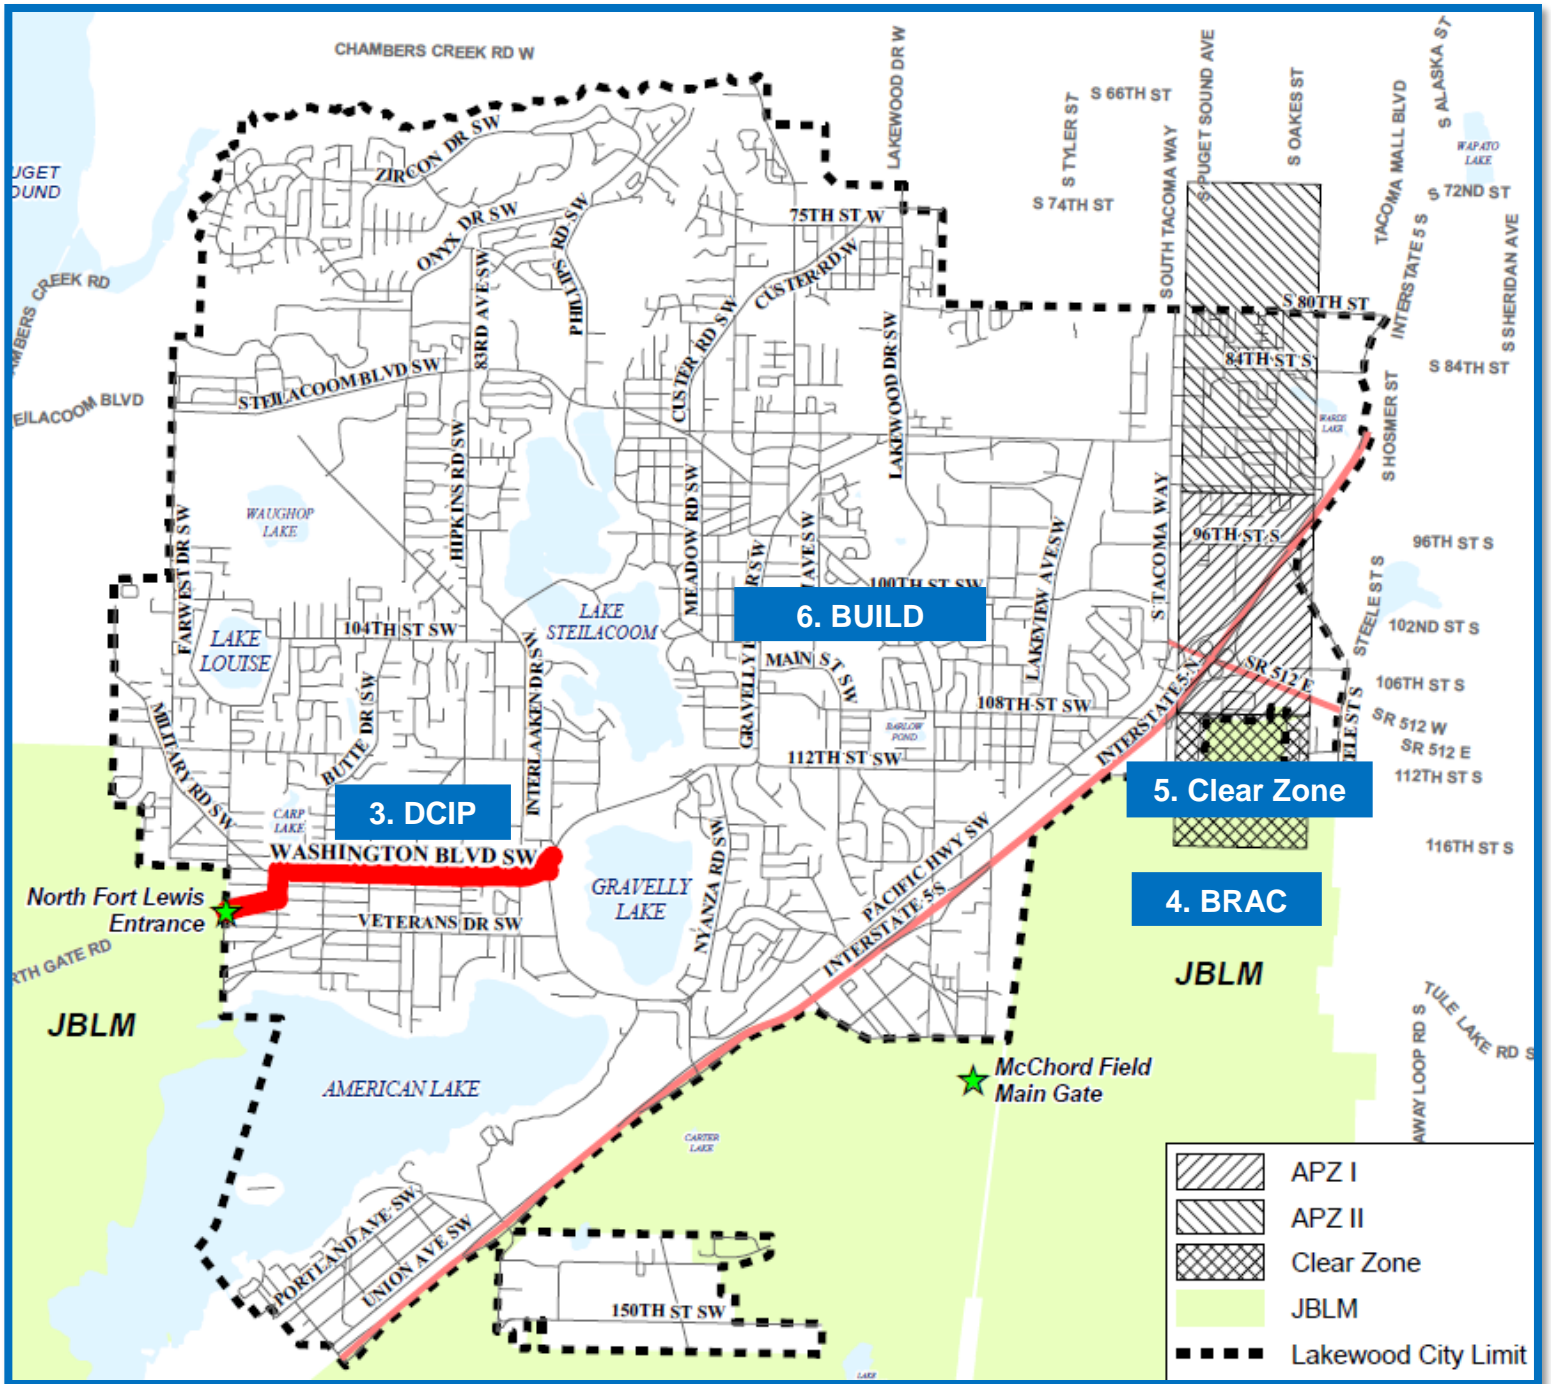 CHAMBERS CREEK RD W
LAKEWOOD DR W
S 66TH ST
S TYLER ST
S 74TH ST
SOUTH TACOMA WAY
S PUGET SOUND AVE
S OAKES ST
TACOMA MALL BLVD
S ALASKA ST
WAPATO
LAKE
S 72ND ST
INTERSTATE 5 S
S SHERIDAN AVE
UGET
OUND
ZIRCON DR SW
ONYX DR SW
PHILLIPS RD SW
75TH ST W
CUSTER RD W
AMBERS CREEK RD
83RD AVE SW
CUSTER RD SW
LAKEWOOD DR SW
S 80TH ST
84TH ST S
S 84TH ST
STEILACOOM BLVD SW
EILACOOM BLVD
WARDS
LAKE
S HOSMER ST
HIPKINS RD SW
WAUGHOP
LAKE
FARWEST DR SW
MEADOW RD SW
LAKEVIEW AVE SW
S TACOMA WAY
96TH ST S
96TH ST S
100TH ST SW
6. BUILD
LAKE
STEILACOOM
104TH ST SW
LAKE
LOUISE
STEELE ST S
102ND ST S
MAIN ST SW
SR 512 E
106TH ST S
INTERLAAKEN DR SW
BUTTE DR SW
MILITARY RD SW
108TH ST SW
BARLOW
POND
INTERSTATE 5 N
SR 512 W
SR 512 E
112TH ST SW
112TH ST S
5. Clear Zone
3. DCIP
CARP
LAKE
116TH ST S
WASHINGTON BLVD SW
NYANZA RD SW
PACIFIC HWY SW
4. BRAC
North Fort Lewis
Entrance
GRAVELLY
LAKE
VETERANS DR SW
INTERSTATE 5 S
RTH GATE RD
JBLM
JBLM
TULE LAKE RD S
AWAY LOOP RD S
McChord Field
Main Gate
AMERICAN LAKE
CARTER
LAKE
PORTLAND AVE SW
UNION AVE SW
150TH ST SW
LAKE
APZ I
APZ II
Clear Zone
JBLM
Lakewood City Limit